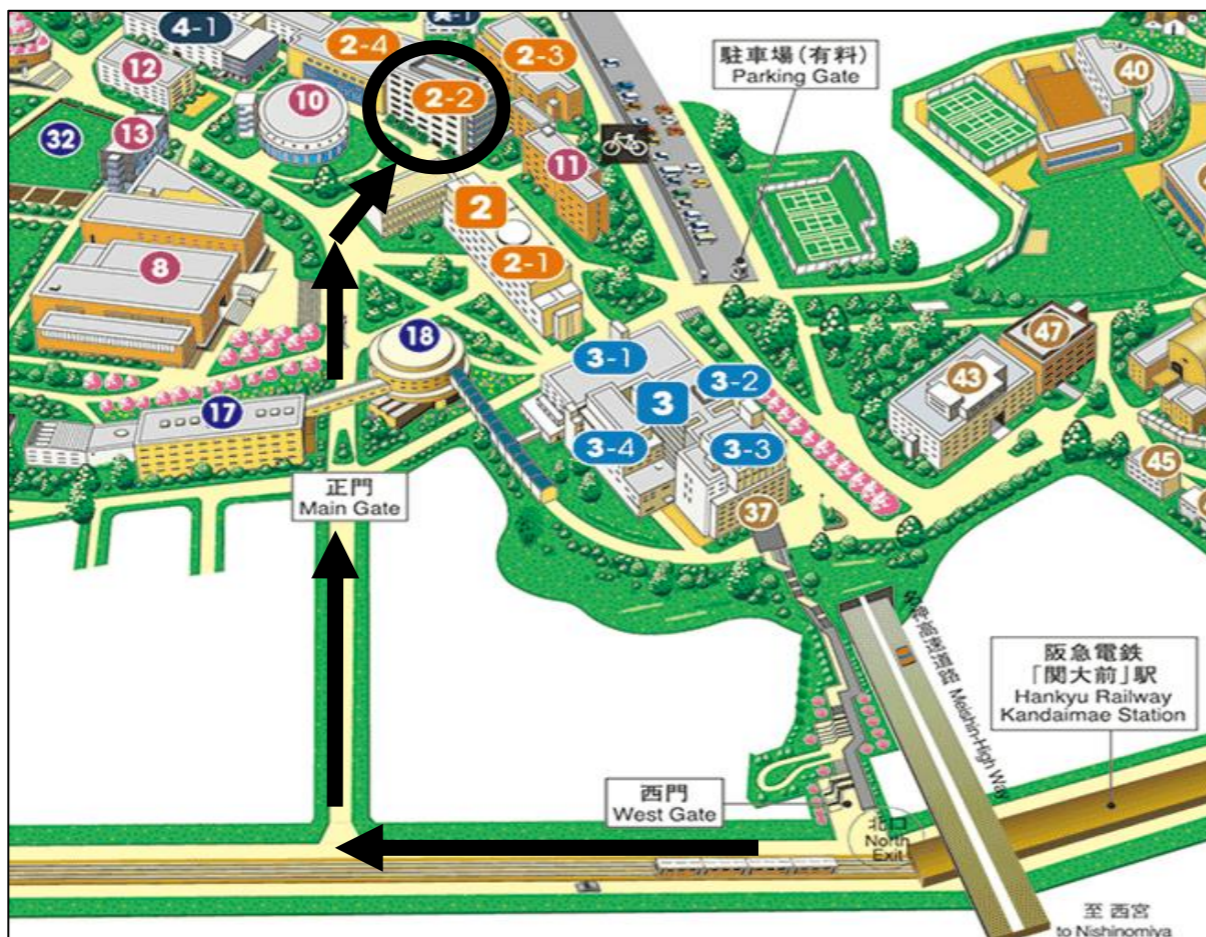 4-1
2-4
2-3
2-2
12
10
13
32
11
駐車場(有料)
Parking Gate
40
2
2-1
8
18
3-1
3-2
3
3-4
3-3
17
正門
Main Gate
37
47
43
45
Meishin-High Way
阪急電鉄
「関大前」駅
Hankyu Railway
Kandaimae Station
西門
West Gate
北口
North
Exit
至 西宮
to Nishinomiya